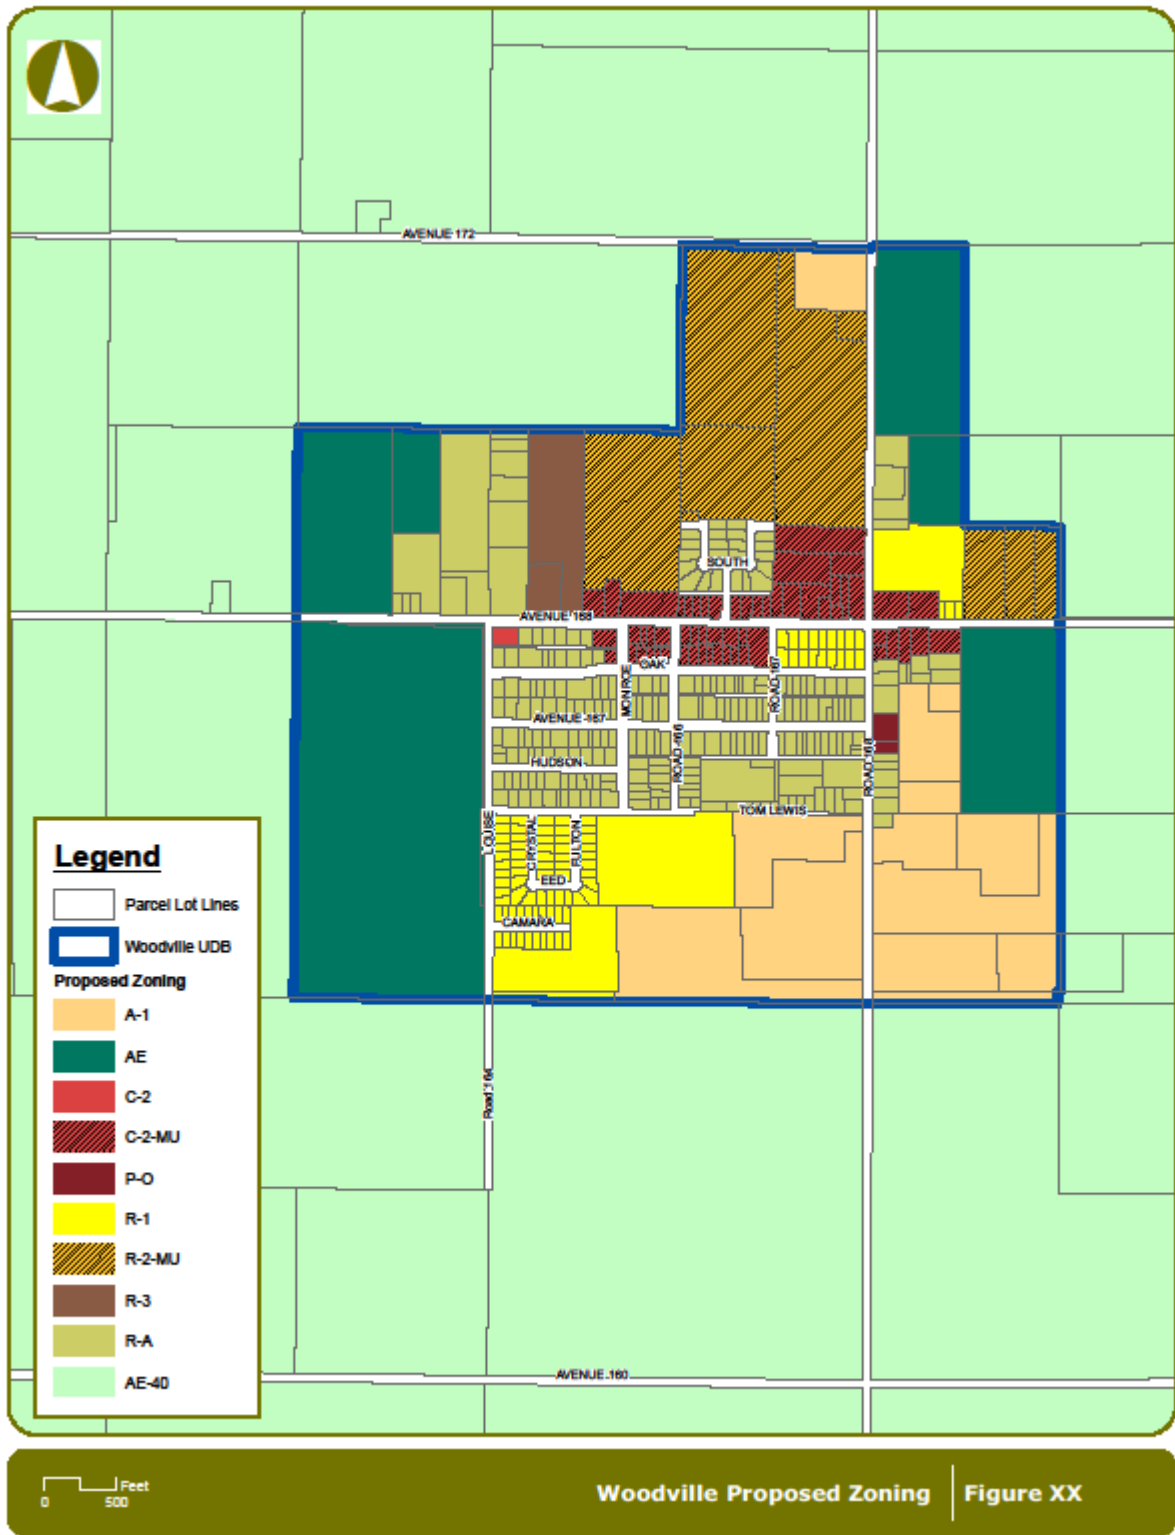 AVENUE 172
SOUTH
AVENUE 168
OAK
MONROE
ROAD 167
AVENUE 167
ROAD 166
HUDSON
ROAD 168
TOM LEWIS
LOUISE
CRYSTAL
FULTON
EED
CAMARA
Road 164
AVENUE 160
Legend
Parcel Lot Lines
Woodville UDB
Proposed Zoning
A-1
AE
C-2
C-2-MU
P-O
R-1
R-2-MU
R-3
R-A
AE-40
Feet
0 500
Woodville Proposed Zoning Figure XX